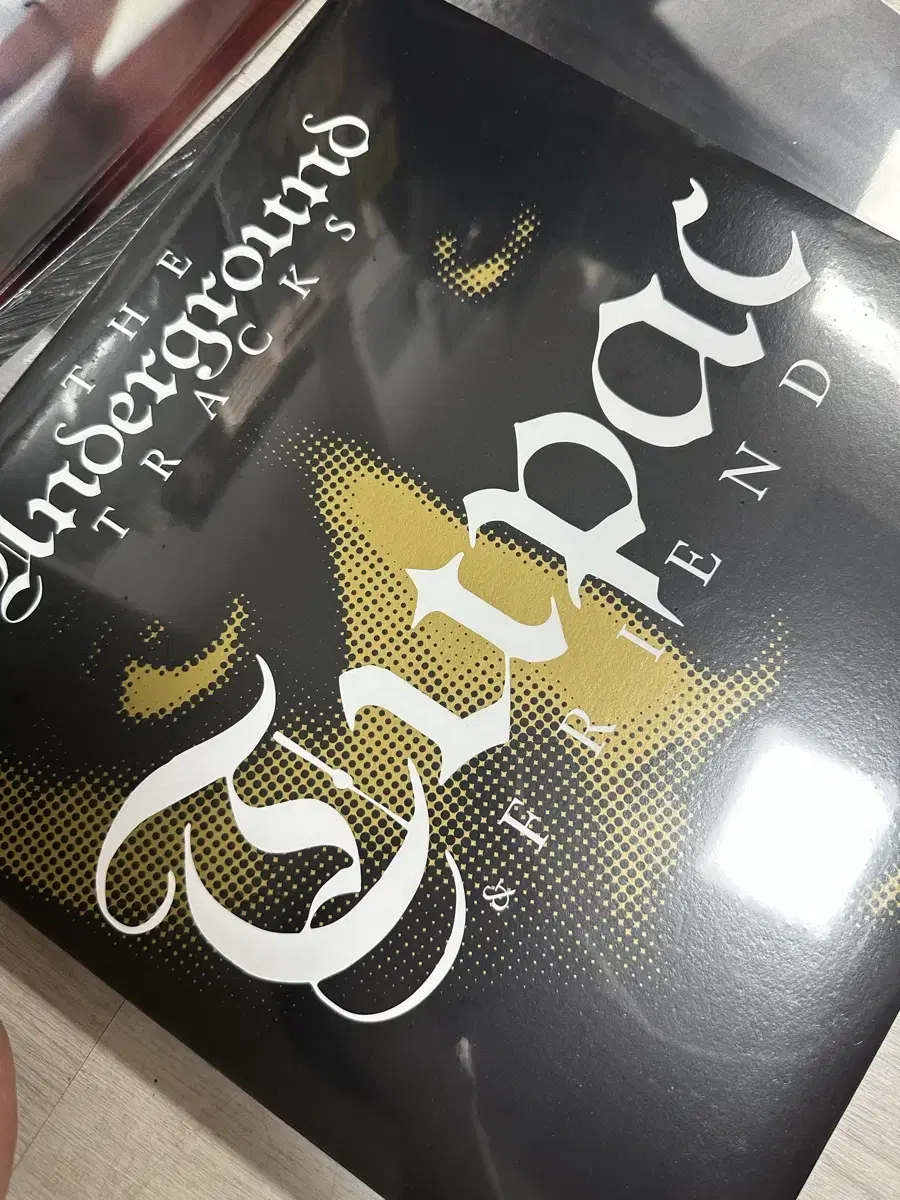 THE
Underground
TRACKS
Tupac
& FRIEND